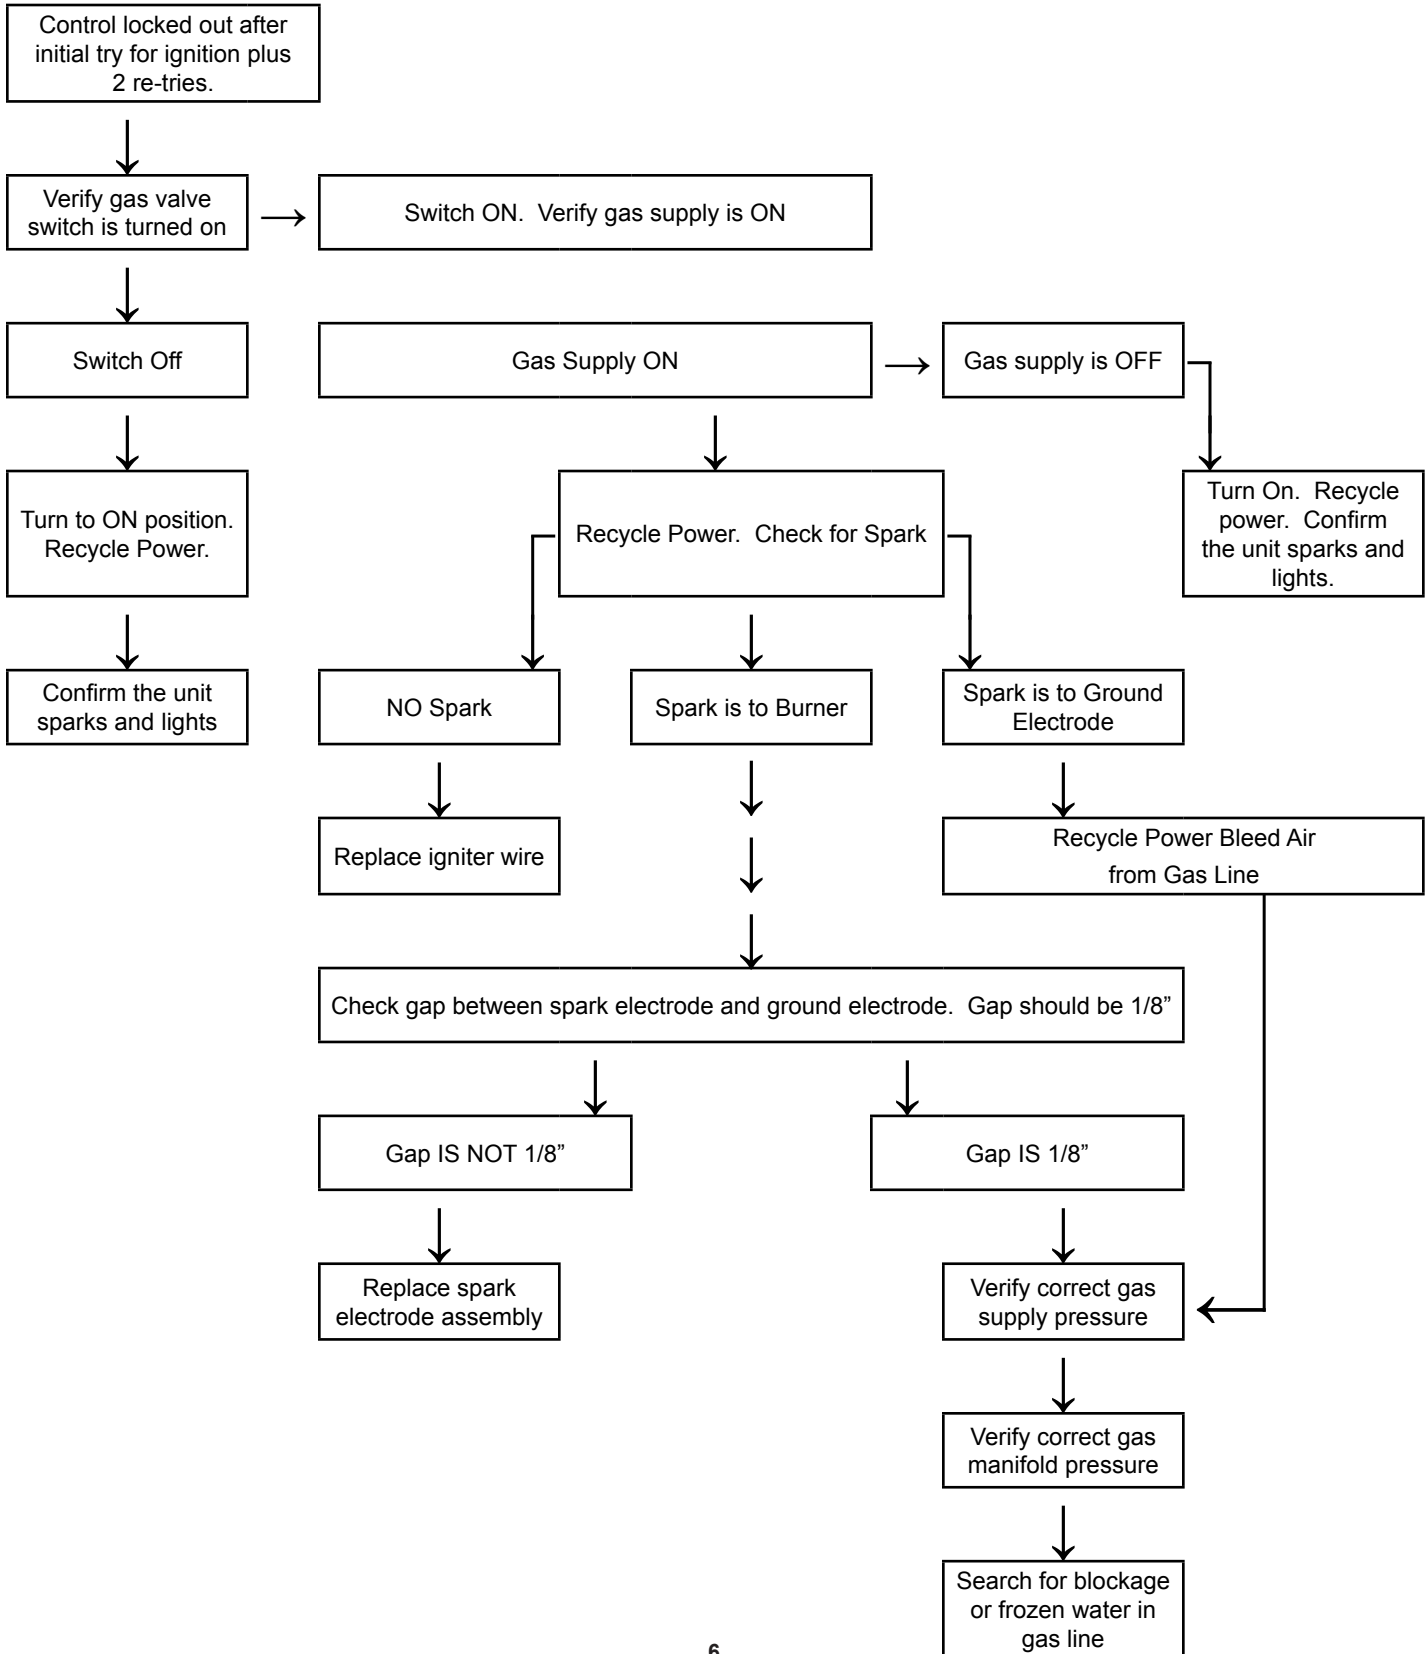 Control locked out after
initial try for ignition plus
2 re-tries.
Verify gas valve
switch is turned on
Switch ON.  Verify gas supply is ON
Switch Off
Gas Supply ON
Gas supply is OFF
Turn to ON position.
Recycle Power.
Recycle Power.  Check for Spark
Turn On.  Recycle
power.  Confirm
the unit sparks and
lights.
Confirm the unit
sparks and lights
NO Spark
Spark is to Burner
Spark is to Ground
Electrode
Replace igniter wire
Recycle Power Bleed Air
from Gas Line
Check gap between spark electrode and ground electrode.  Gap should be 1/8”
Gap IS NOT 1/8”
Gap IS 1/8”
Replace spark
electrode assembly
Verify correct gas
supply pressure
Verify correct gas
manifold pressure
Search for blockage
or frozen water in
gas line
6